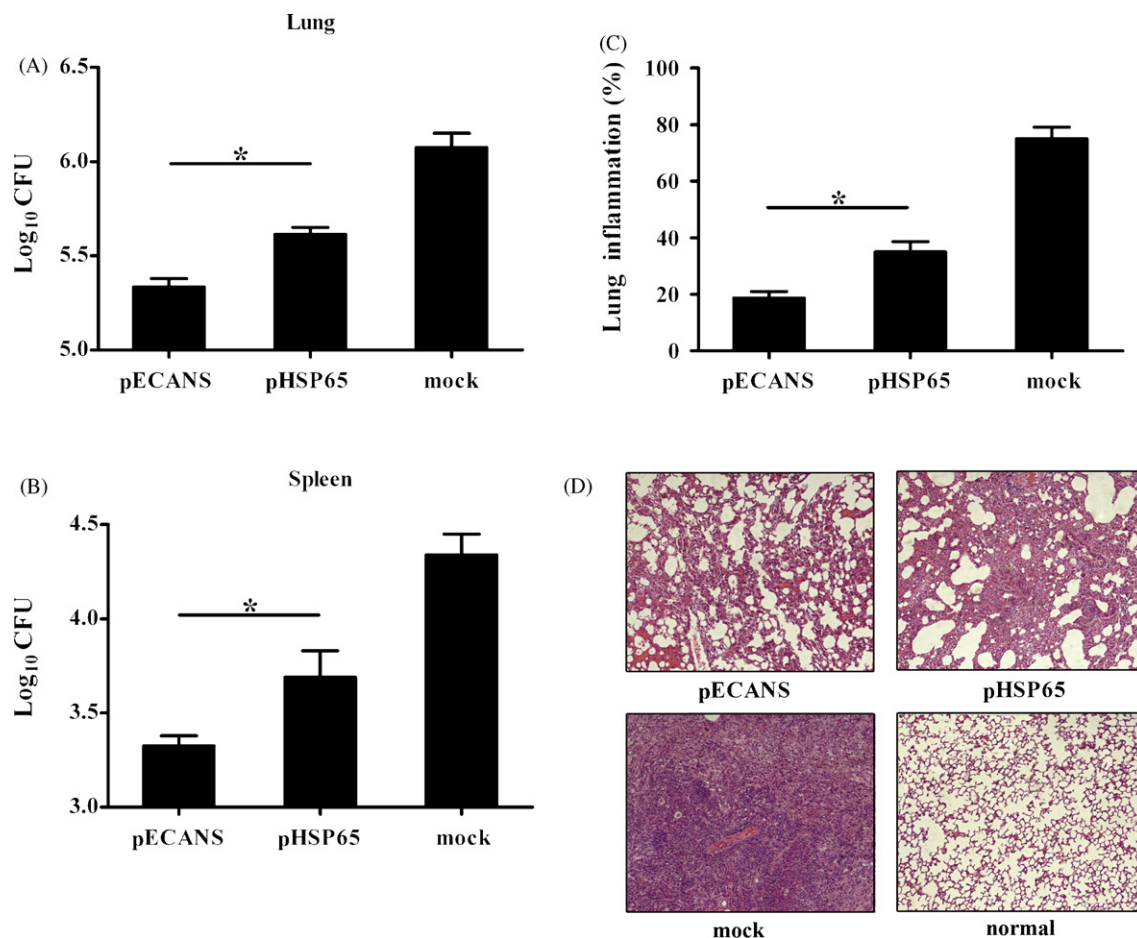 Lung
(A)
6.5
6.0
5.5
5.0
Log10 CFU
*
pECANS pHSP65 mock
(C)
100
80
60
40
20
0
Lung inflammation (%)
*
pECANS pHSP65 mock
(B)
Spleen
4.5
4.0
3.5
3.0
Log10 CFU
*
pECANS pHSP65 mock
(D)
pECANS pHSP65
mock normal